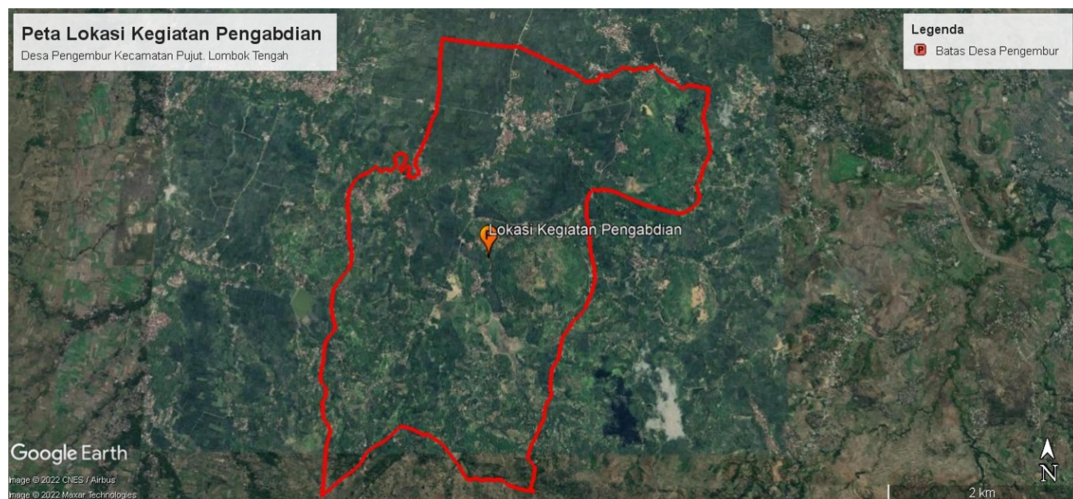 Peta Lokasi Kegiatan Pengabdian
Desa Pengembur Kecamatan Pujut. Lombok Tengah
Legenda
P
Batas Desa Pengembur
Lokasi Kegiatan Pengabdian
Google Earth
Image © 2022 CNES / Airbus
Image © 2022 Maxar Technologies
N
2 km